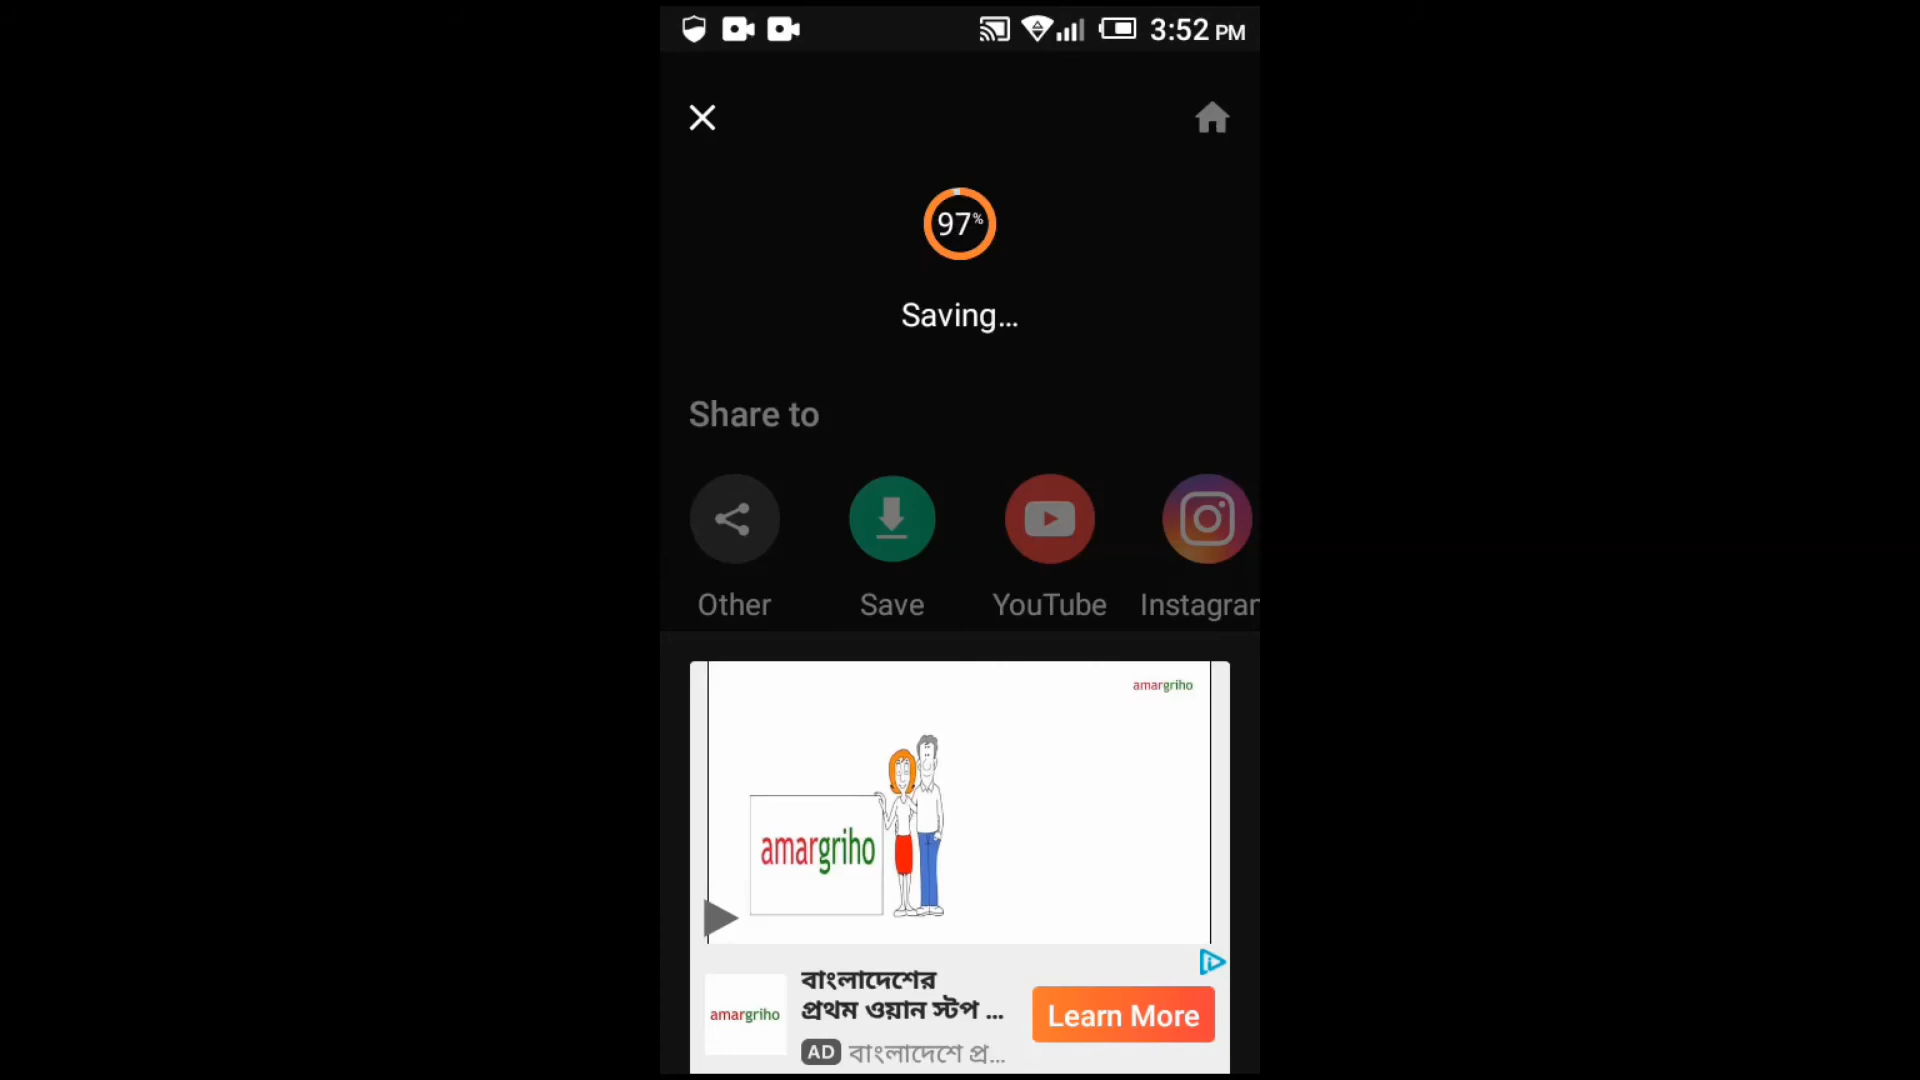 3:52 PM
97%
Saving...
Share to
Other
Save
YouTube
Instagram
amargriho
amargriho
বাংলাদেশের
প্রথম ওয়ান স্টপ ...
amargriho
Learn More
AD বাংলাদেশে প্র...